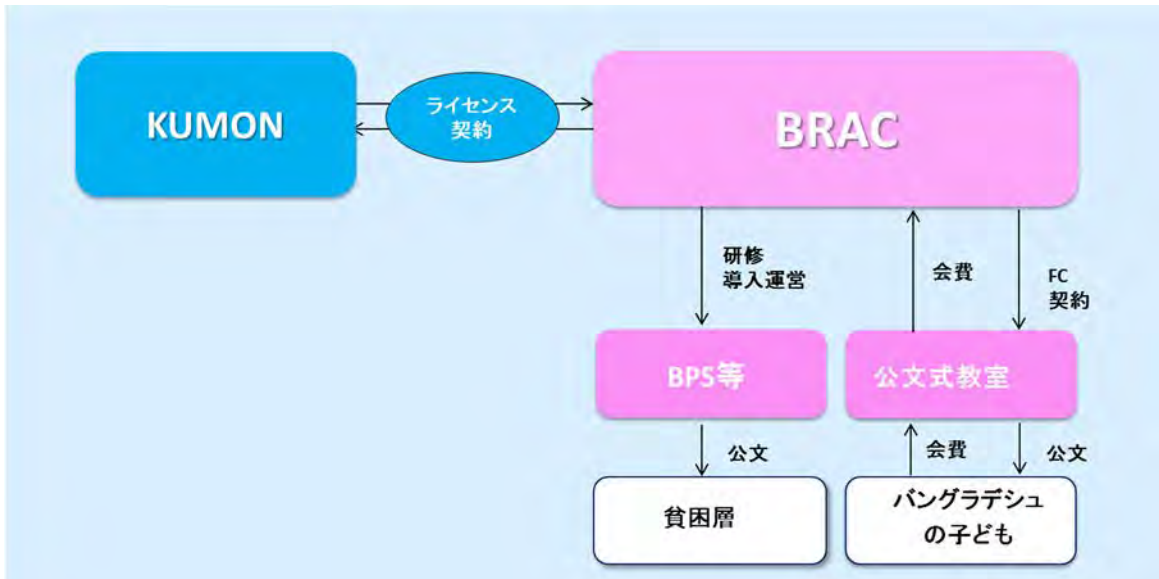 KUMON
ライセンス
契約
BRAC
研修
導入運営
会費
FC
契約
BPS等
公文式教室
公文
会費
公文
貧困層
バングラデシュ
の子ども